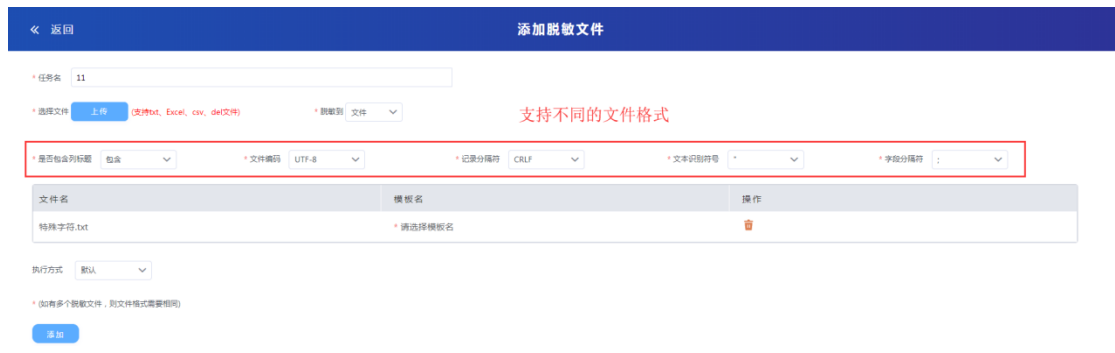 « 返回 添加脱敏文件
* 任务名 11
* 选择文件 上传 (支持txt、Excel、csv、del文件) * 脱敏到 文件 支持不同的文件格式
* 是否包含列标题 包含 * 文件编码 UTF-8 * 记录分隔符 CRLF * 文本识别符号 " * 字段分隔符 ;
文件名 模板名 操作
特殊字符.txt * 请选择模板名
执行方式 默认
* (如有多个脱敏文件，则文件格式需要相同)
添加